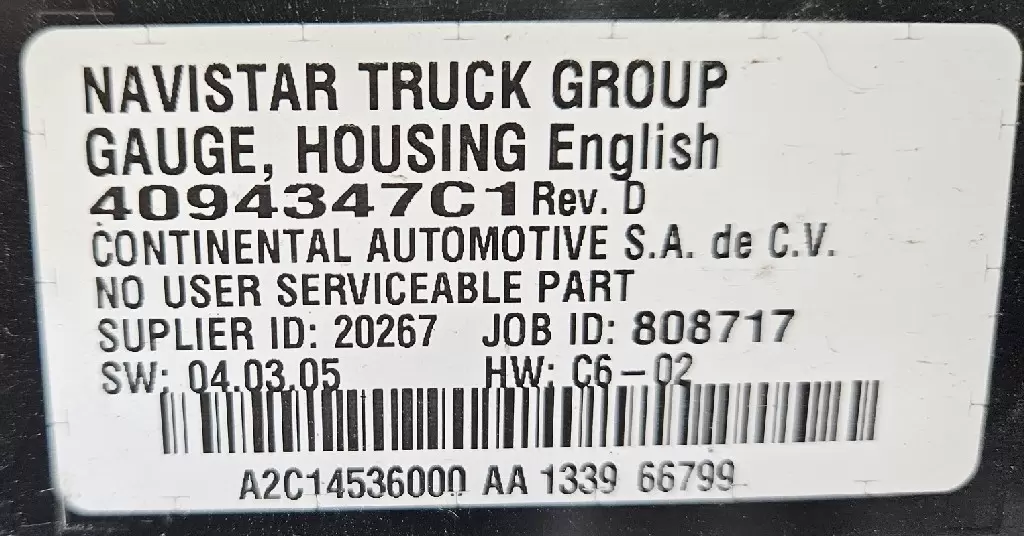 NAVISTAR TRUCK GROUP
GAUGE, HOUSING English
4094347C1 Rev. D
CONTINENTAL AUTOMOTIVE S.A. de C.V.
NO USER SERVICEABLE PART
SUPLIER ID: 20267 JOB ID: 808717
SW: 04.03.05 HW: C6-02
A2C14536000 AA 1339 66799